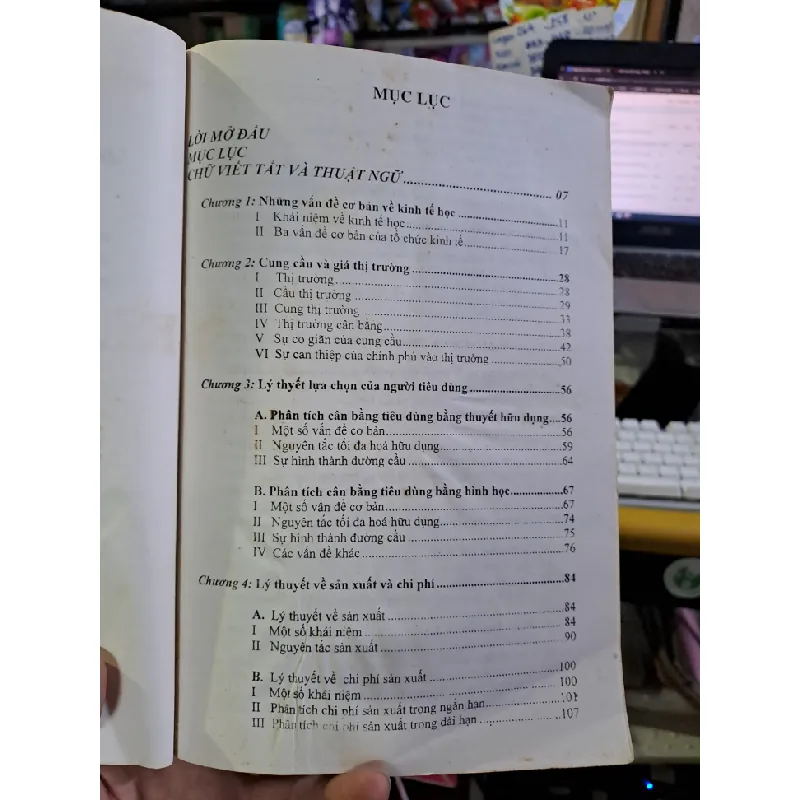 MỤC LỤC
LỜI MỞ ĐẦU
MỤC LỤC
CHỮ VIẾT TẮT VÀ THUẬT NGỮ ........ 07
Chương 1: Những vấn đề cơ bản về kinh tế học ........ 11
I Khái niệm về kinh tế học ........ 11
II Ba vấn đề cơ bản của tổ chức kinh tế ........ 17
Chương 2: Cung cầu và giá thị trường ........ 28
I Thị trường ........ 28
II Cầu thị trường ........ 29
III Cung thị trường ........ 33
IV Thị trường cân bằng ........ 38
V Sự co giãn của cung cầu ........ 42
VI Sự can thiệp của chính phủ vào thị trường ........ 50
Chương 3: Lý thyết lựa chọn của người tiêu dùng ........ 56
A. Phân tích cân bằng tiêu dùng bằng thuyết hữu dụng .... 56
I Một số vấn đề cơ bản ........ 56
II Nguyên tắc tối đa hoá hữu dụng ........ 59
III Sự hình thành đường cầu ........ 64
B. Phân tích cân bằng tiêu dùng bằng hình học ........ 67
I Một số vấn đề cơ bản ........ 67
II Nguyên tắc tối đa hoá hữu dụng ........ 74
III Sự hình thành đường cầu ........ 75
IV Các vấn đề khác ........ 76
Chương 4: Lý thuyết về sản xuất và chi phí ........ 84
A. Lý thuyết về sản xuất ........ 84
I Một số khái niệm ........ 84
II Nguyên tắc sản xuất ........ 90
B. Lý thuyết về chi phí sản xuất ........ 100
I Một số khái niệm ........ 100
II Phân tích chi phí sản xuất trong ngắn hạn ........ 101
III Phân tích chi phí sản xuất trong dài hạn ........ 107